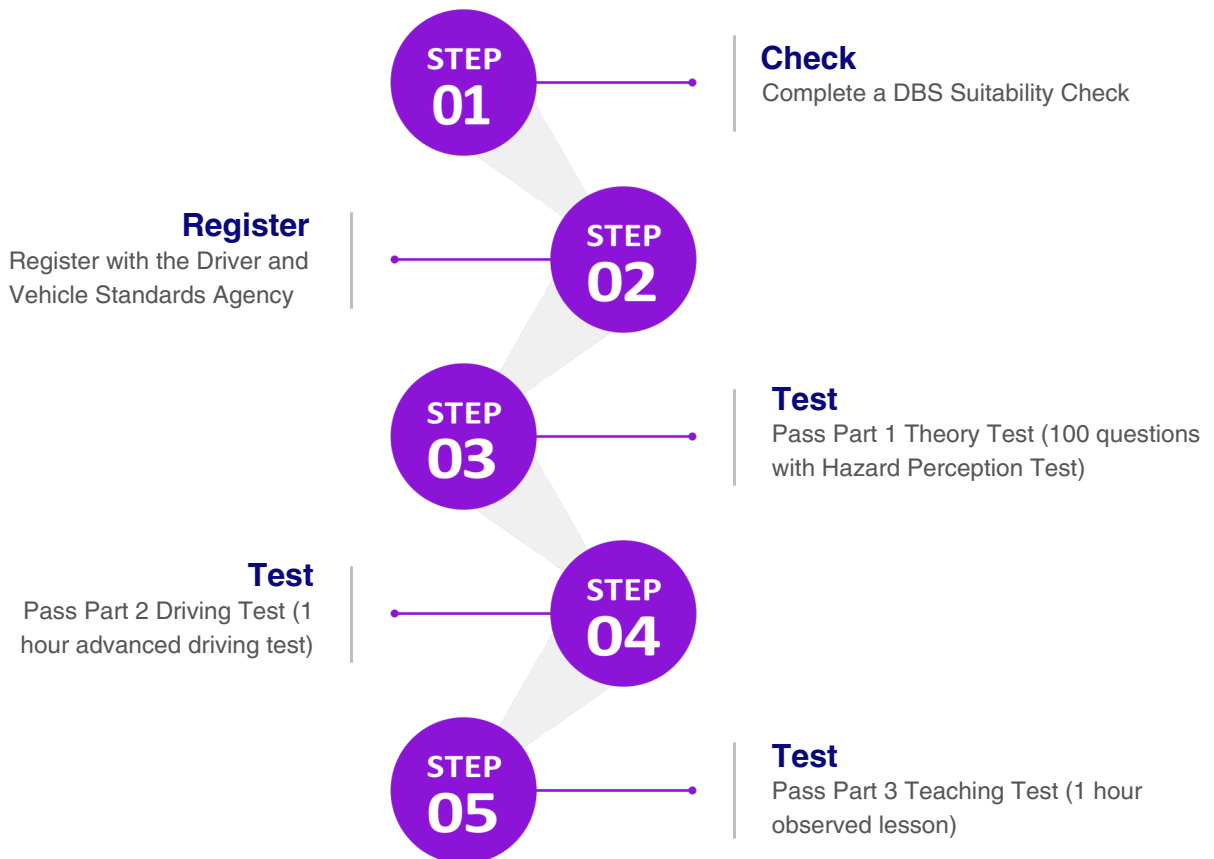 STEP
01
Check
Complete a DBS Suitability Check
Register
Register with the Driver and
Vehicle Standards Agency
STEP
02
STEP
03
Test
Pass Part 1 Theory Test (100 questions
with Hazard Perception Test)
Test
Pass Part 2 Driving Test (1
hour advanced driving test)
STEP
04
STEP
05
Test
Pass Part 3 Teaching Test (1 hour
observed lesson)